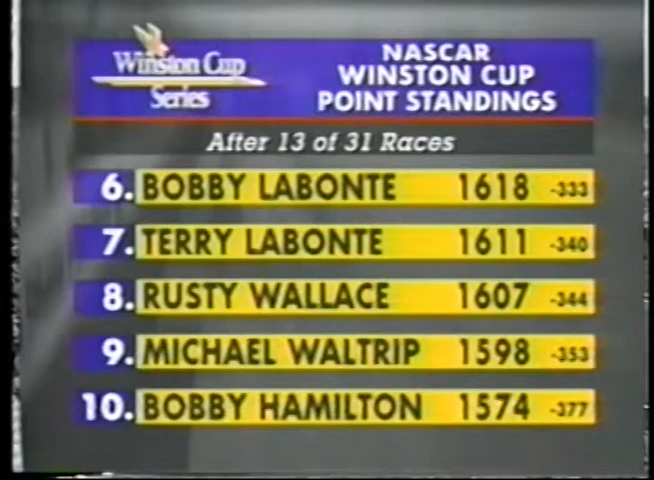 Winston Cup
Series
NASCAR
WINSTON CUP
POINT STANDINGS
After 13 of 31 Races
6. BOBBY LABONTE 1618 -333
7. TERRY LABONTE 1611 -340
8. RUSTY WALLACE 1607 -344
9. MICHAEL WALTRIP 1598 -353
10. BOBBY HAMILTON 1574 -377